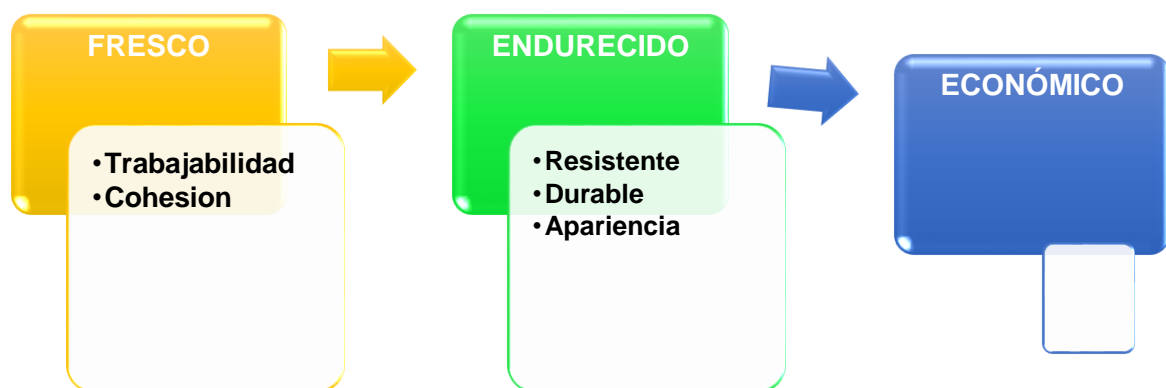 FRESCO
•Trabajabilidad
•Cohesion
ENDURECIDO
•Resistente
•Durable
•Apariencia
ECONÓMICO